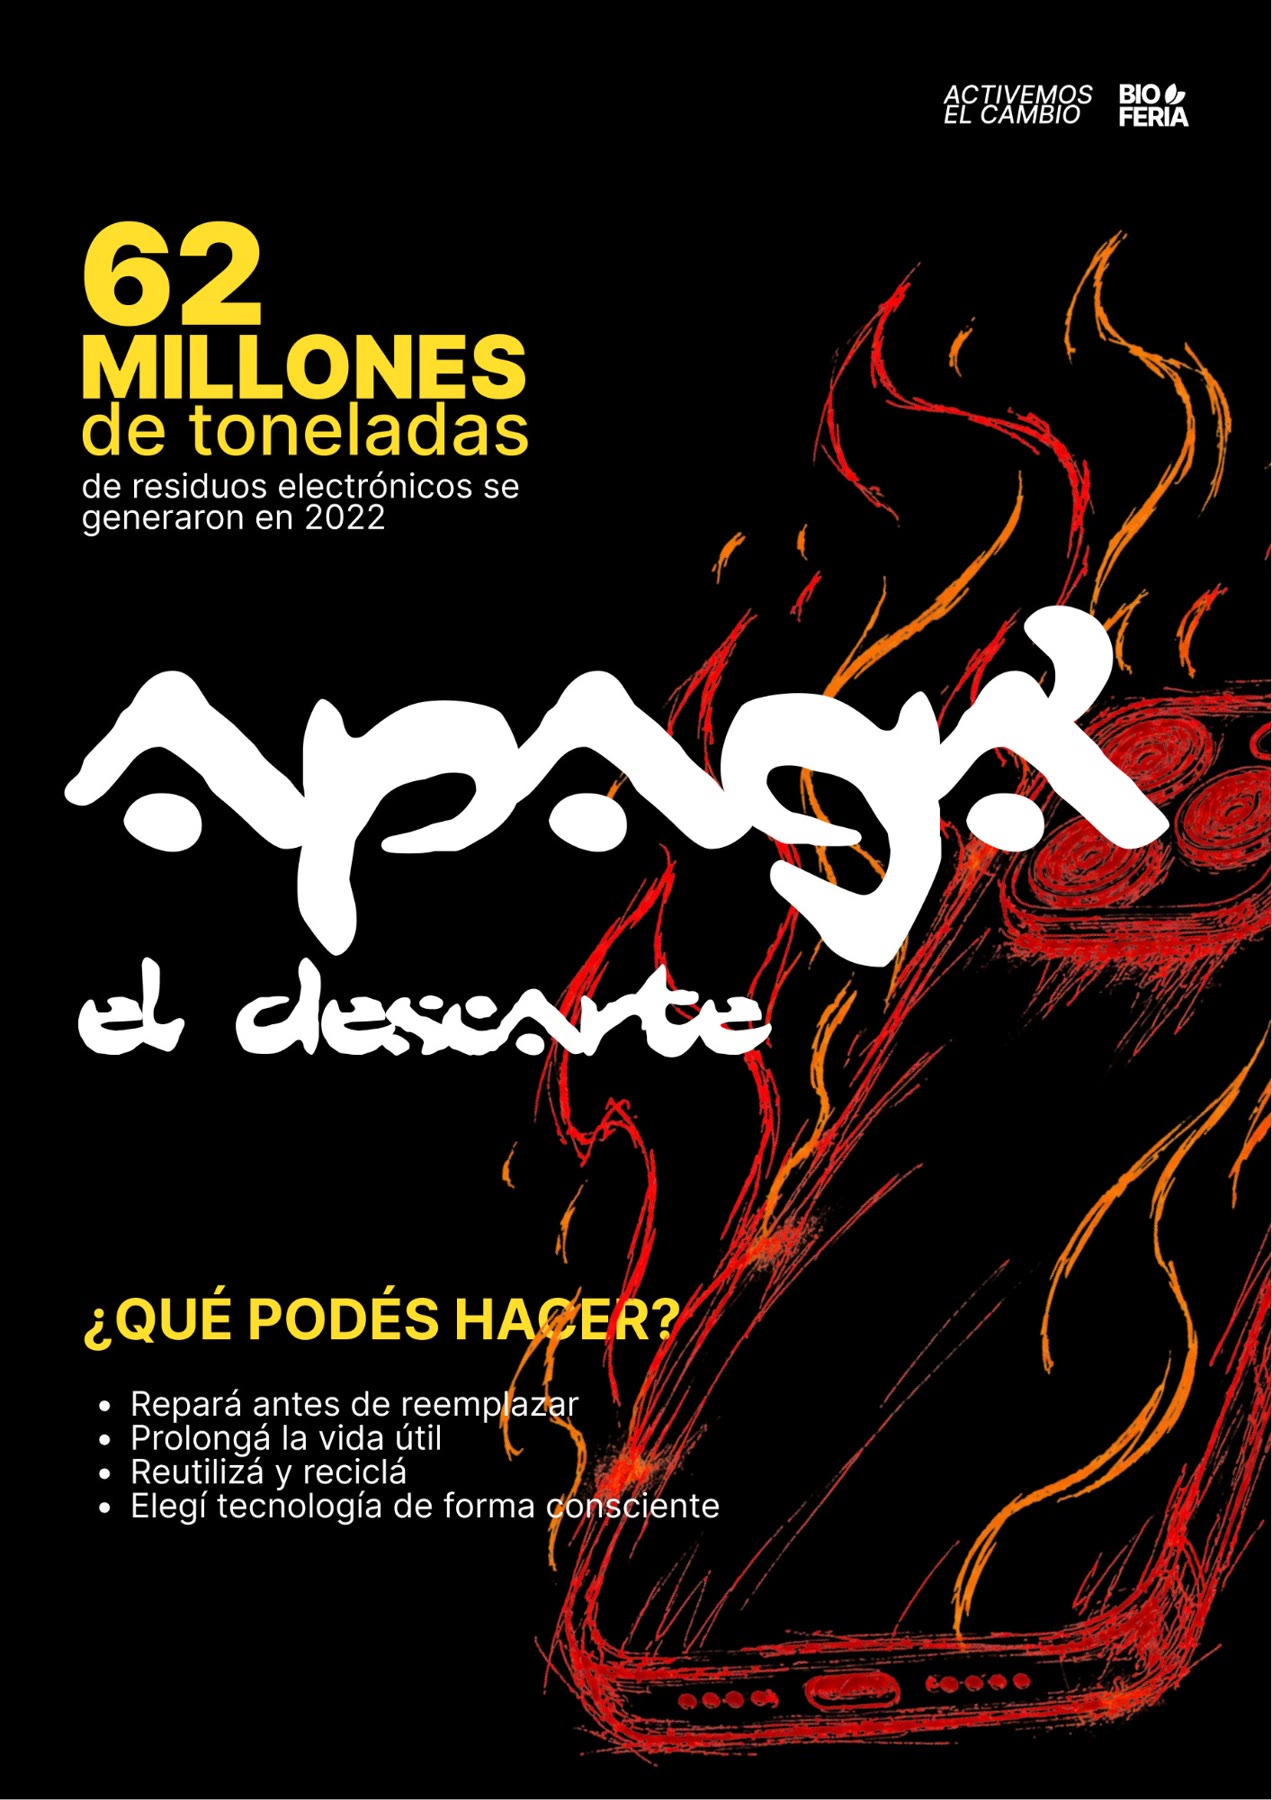 ACTIVEMOS
EL CAMBIO
BIO
FERIA
62
MILLONES
de toneladas
de residuos electrónicos se
generaron en 2022
apagá
el descarte
¿QUÉ PODÉS HACER?
• Repará antes de reemplazar
• Prolongá la vida útil
• Reutilizá y reciclá
• Elegí tecnología de forma consciente